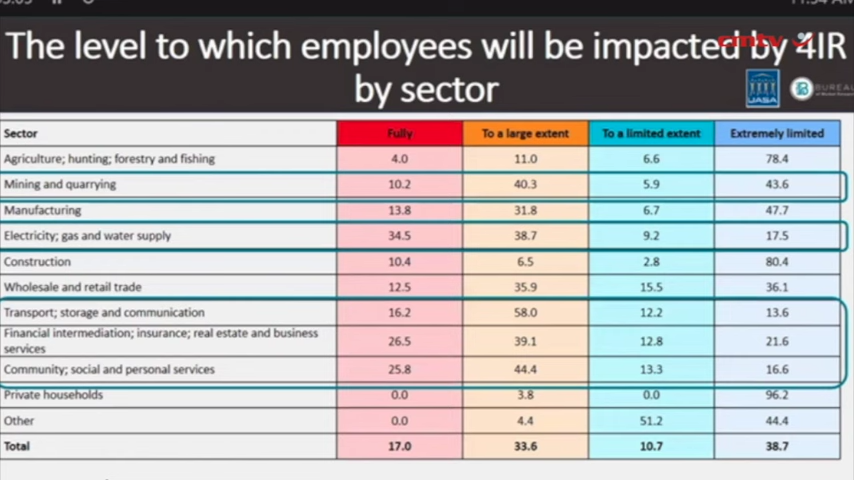 The level to which employees will be impacted by 4IR
by sector
cmtv
JASA
BUREAU
Sector Fully To a large extent To a limited extent Extremely limited
Agriculture; hunting; forestry and fishing 4.0 11.0 6.6 78.4
Mining and quarrying 10.2 40.3 5.9 43.6
Manufacturing 13.8 31.8 6.7 47.7
Electricity; gas and water supply 34.5 38.7 9.2 17.5
Construction 10.4 6.5 2.8 80.4
Wholesale and retail trade 12.5 35.9 15.5 36.1
Transport; storage and communication 16.2 58.0 12.2 13.6
Financial intermediation; insurance; real estate and business
services 26.5 39.1 12.8 21.6
Community; social and personal services 25.8 44.4 13.3 16.6
Private households 0.0 3.8 0.0 96.2
Other 0.0 4.4 51.2 44.4
Total 17.0 33.6 10.7 38.7